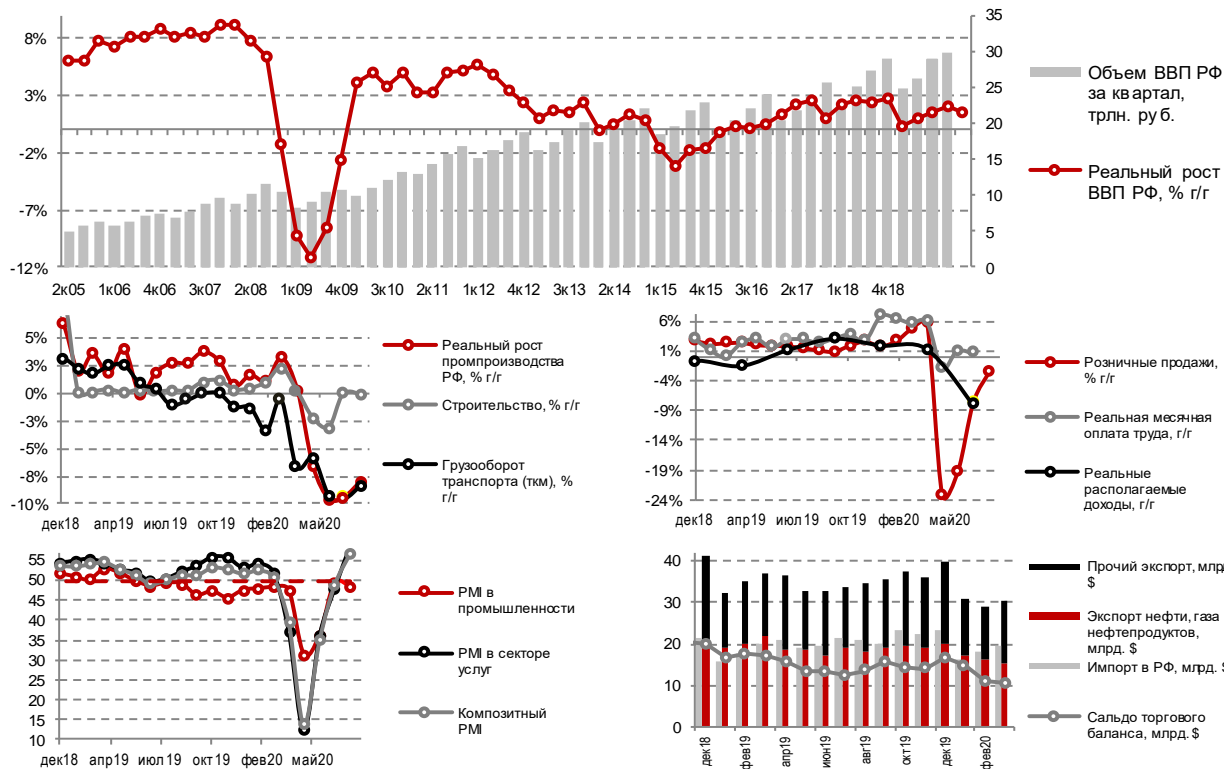 8%
3%
-2%
-7%
-12%
35
30
25
20
15
10
5
0
2к05 1к06 4к06 3к07 2к08 1к09 4к09 3к10 2к11 1к12 4к12 3к13 2к14 1к15 4к15 3к16 2к17 1к18 4к18
Объем ВВП РФ
за квартал,
трлн. руб.
Реальный рост
ВВП РФ, % г/г
5%
3%
0%
-3%
-5%
-8%
-10%
дек18 апр19 июл19 окт19 фев20 май20
Реальный рост
промпроизводства
РФ, % г/г
Строительство, % г/г
Грузооборот
транспорта (ткм), %
г/г
6%
1%
-4%
-9%
-14%
-19%
-24%
дек18 апр19 июл19 окт19 фев20 май20
Розничные продажи,
% г/г
Реальная месячная
оплата труда, г/г
Реальные
располагаемые
доходы, г/г
55
50
45
40
35
30
25
20
15
10
дек18 апр19 июл19 окт19 фев20 май20
PMI в
промышленности
PMI в секторе
услуг
Композитный
PMI
40
30
20
10
0
дек18 фев19 апр19 июн19 авг19 окт19 дек19 фев20
Прочий экспорт, млрд.
$
Экспорт нефти, газа
нефтепродуктов,
млрд. $
Импорт в РФ, млрд. $
Сальдо торгового
баланса, млрд. $